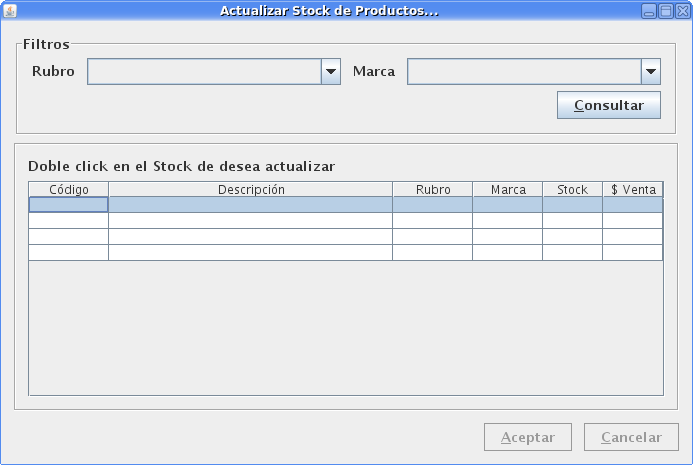 Actualizar Stock de Productos...
Filtros
Rubro Marca
Consultar
Doble click en el Stock de desea actualizar
Código Descripción Rubro Marca Stock $ Venta
Aceptar Cancelar